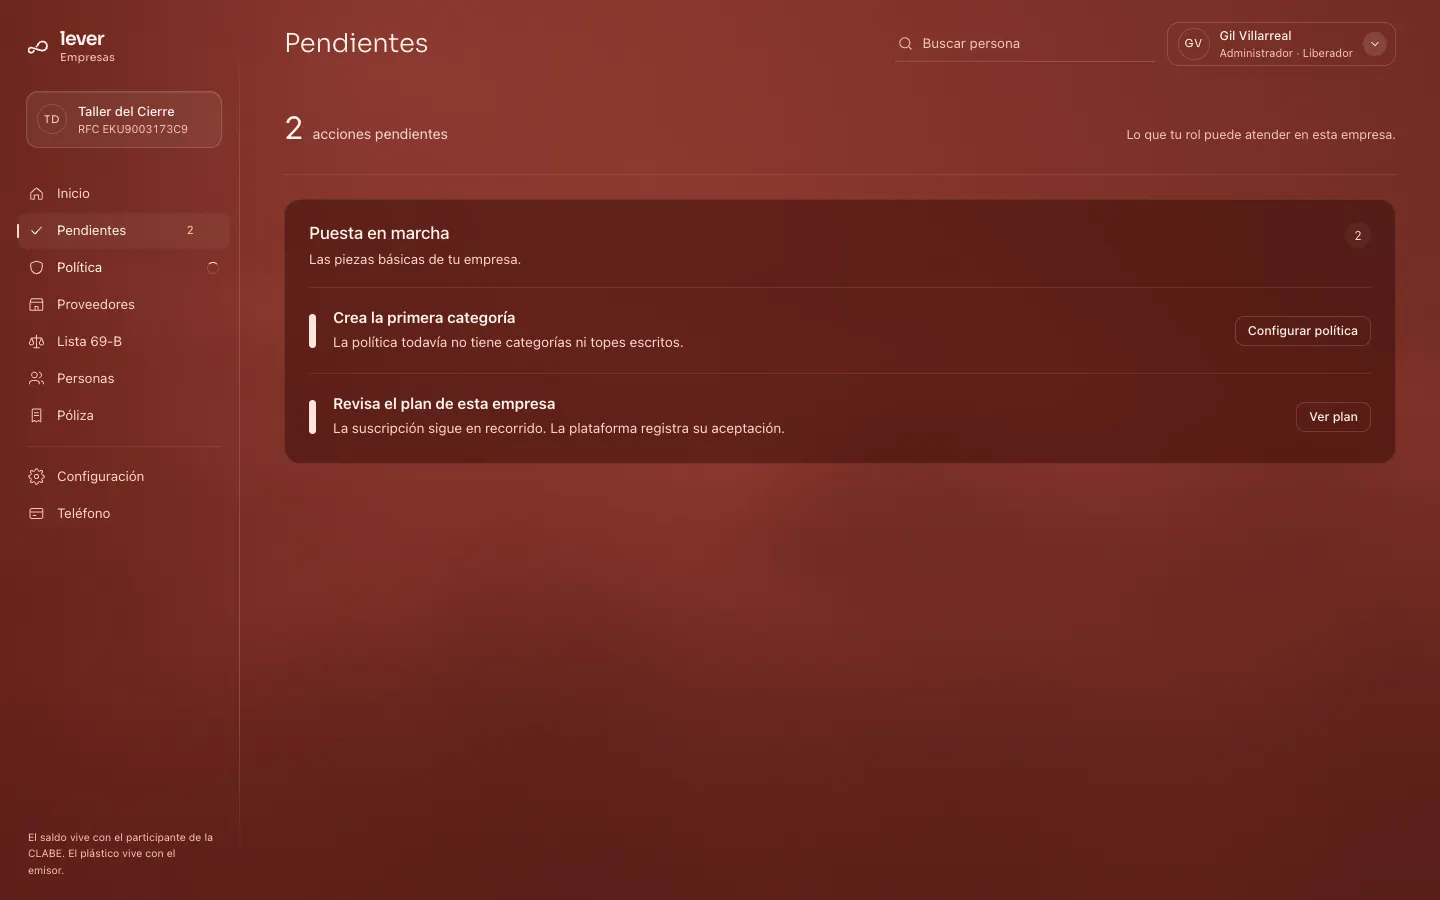 lever
Empresas
TD
Taller del Cierre
RFC EKU9003173C9
Inicio
Pendientes 2
Política
Proveedores
Lista 69-B
Personas
Póliza
Configuración
Teléfono
El saldo vive con el participante de la
CLABE. El plástico vive con el
emisor.
Pendientes
Buscar persona
GV
Gil Villarreal
Administrador · Liberador
2 acciones pendientes
Lo que tu rol puede atender en esta empresa.
Puesta en marcha
2
Las piezas básicas de tu empresa.
Crea la primera categoría
La política todavía no tiene categorías ni topes escritos.
Configurar política
Revisa el plan de esta empresa
La suscripción sigue en recorrido. La plataforma registra su aceptación.
Ver plan